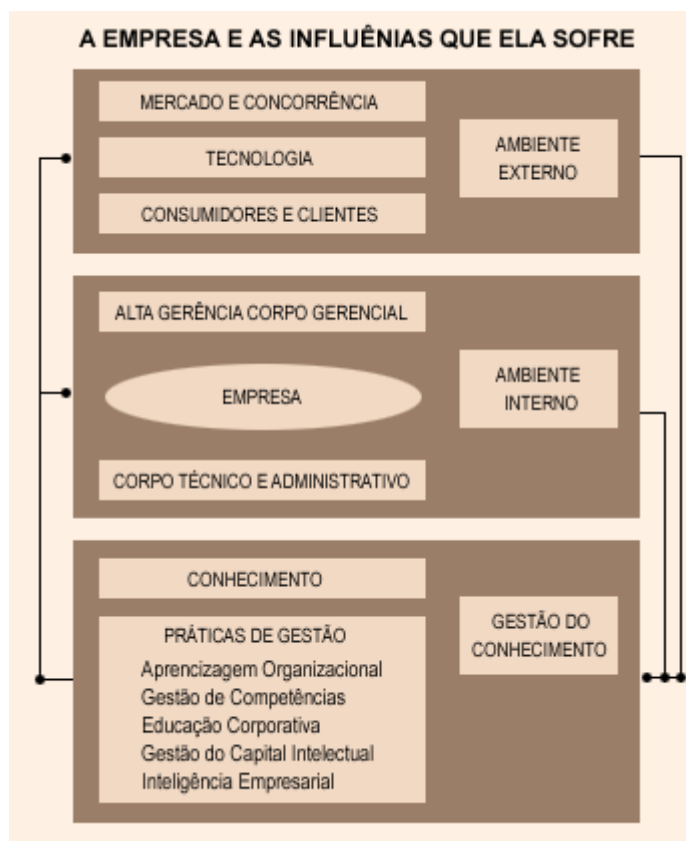 A EMPRESA E AS INFLUÊNIAS QUE ELA SOFRE
MERCADO E CONCORRÊNCIA
TECNOLOGIA
CONSUMIDORES E CLIENTES
AMBIENTE
EXTERNO
ALTA GERÊNCIA CORPO GERENCIAL
EMPRESA
CORPO TÉCNICO E ADMINISTRATIVO
AMBIENTE
INTERNO
CONHECIMENTO
PRÁTICAS DE GESTÃO
Aprencizagem Organizacional
Gestão de Competências
Educação Corporativa
Gestão do Capital Intelectual
Inteligência Empresarial
GESTÃO DO
CONHECIMENTO